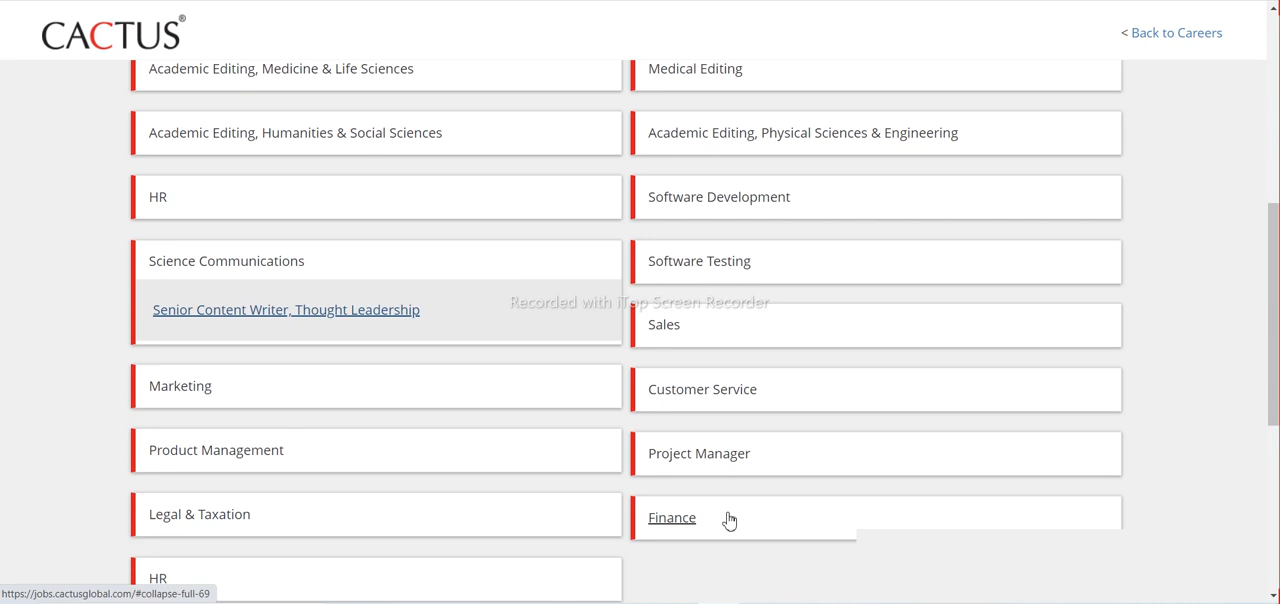 CACTUS®
< Back to Careers
Academic Editing, Medicine & Life Sciences
Medical Editing
Academic Editing, Humanities & Social Sciences
Academic Editing, Physical Sciences & Engineering
HR
Software Development
Science Communications
Software Testing
Senior Content Writer, Thought Leadership
Recorded with iTop Screen Recorder
Sales
Marketing
Customer Service
Product Management
Project Manager
Legal & Taxation
Finance
HR
https://jobs.cactusglobal.com/#collapse-full-69